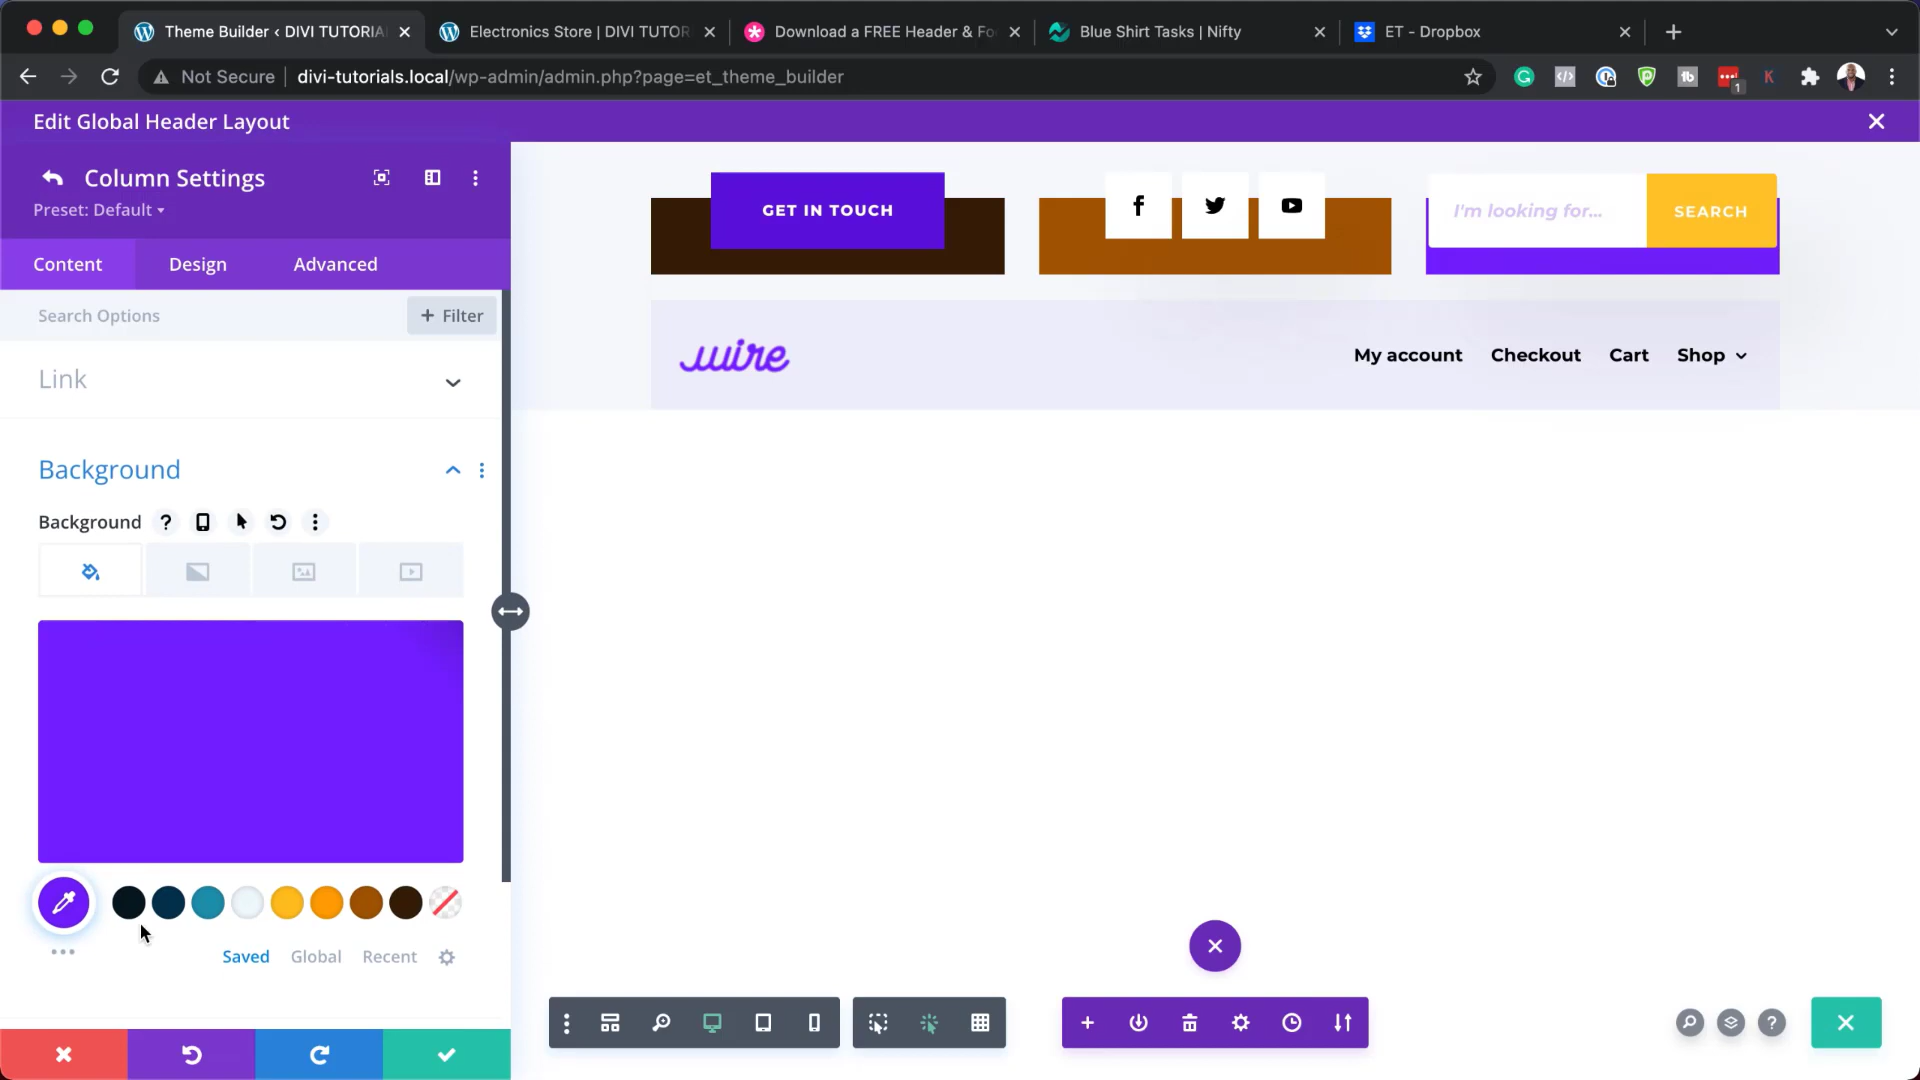 Theme Builder ‹ DIVI TUTORIA
Electronics Store | DIVI TUTOR
Download a FREE Header & Fo
Blue Shirt Tasks | Nifty
ET - Dropbox
Not Secure
divi-tutorials.local/wp-admin/admin.php?page=et_theme_builder
1
Edit Global Header Layout
Column Settings
Preset: Default
Content
Design
Advanced
Search Options
+ Filter
Link
Background
Background
Saved
Global
Recent
GET IN TOUCH
I'm looking for...
SEARCH
wire
My account
Checkout
Cart
Shop